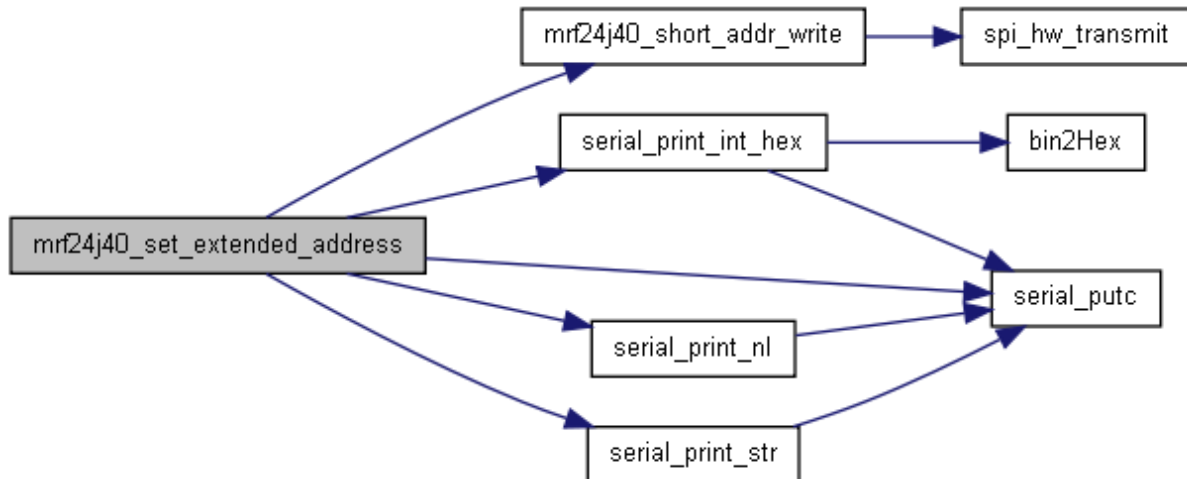 mrf24j40_short_addr_write
spi_hw_transmit
serial_print_int_hex
bin2Hex
mrf24j40_set_extended_address
serial_putc
serial_print_nl
serial_print_str